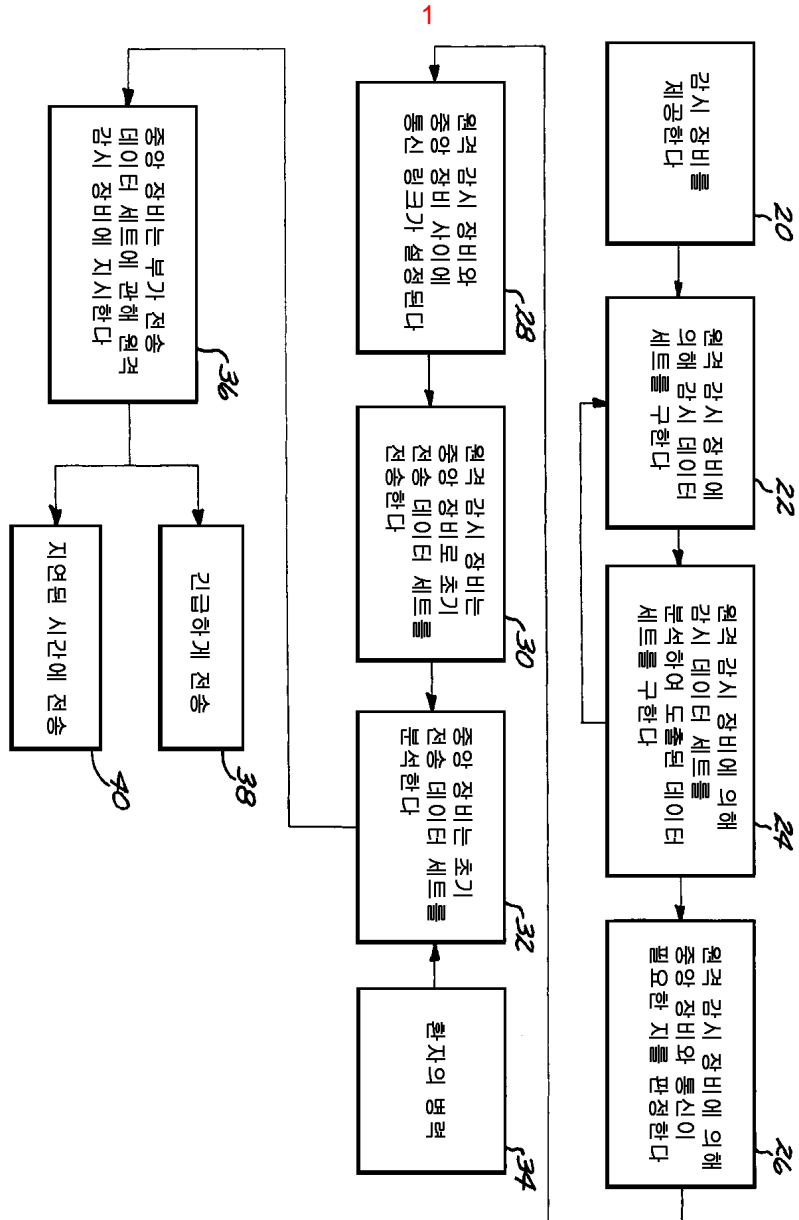 1
감시 장비를
제공한다
20
원격 감시 장비에
의해 감시 데이터
세트를 구한다
22
원격 감시 장비에 의해
감시 데이터 세트를
분석하여 도출된 데이터
세트를 구한다
24
원격 감시 장비에 의해
중앙 장비와 통신이
필요한 지를 판정한다
26
원격 감시 장비와
중앙 장비 사이에
통신 링크가 설정된다
28
원격 감시 장비는
중앙 장비로 초기
전송 데이터 세트를
전송한다
30
중앙 장비는 초기
전송 데이터 세트를
분석한다
32
환자의 병력
34
중앙 장비는 부가 전송
데이터 세트에 관해 원격
감시 장비에 지시한다
36
긴급하게 전송
38
지연된 시간에 전송
40